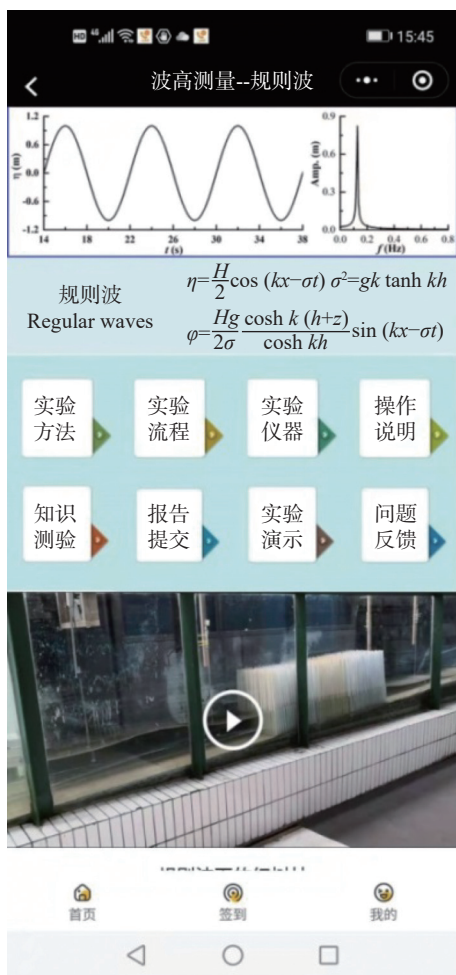 HD 4G 15:45
波高测量--规则波
1.2
0.6
0.0
-0.6
-1.2
η (m)
14 18 22 26 30 34 38
t (s)
0.9
0.6
0.3
0.0
Amp. (m)
0.0 0.2 0.4 0.6 0.8
f (Hz)
规则波
Regular waves
η=H/2 cos (kx−σt) σ²=gk tanh kh
φ=Hg/2σ cosh k (h+z)/cosh kh sin (kx−σt)
实验 实验 实验 操作
方法 流程 仪器 说明
知识 报告 实验 问题
测验 提交 演示 反馈
首页 签到 我的